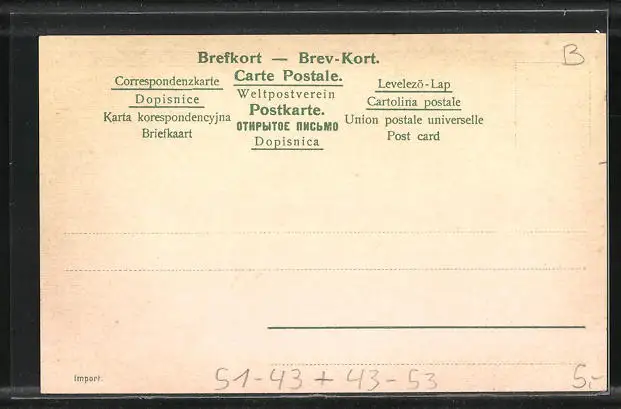 Brefkort — Brev-Kort.
Carte Postale.
Weltpostverein
Postkarte.
ОТКРЫТОЕ ПИСЬМО
Dopisnica
Correspondenzkarte
Dopisnice
Karta korespondencyjna
Briefkaart
Levelező-Lap
Cartolina postale
Union postale universelle
Post card
B
Import.
51-43 + 43-53
5,-